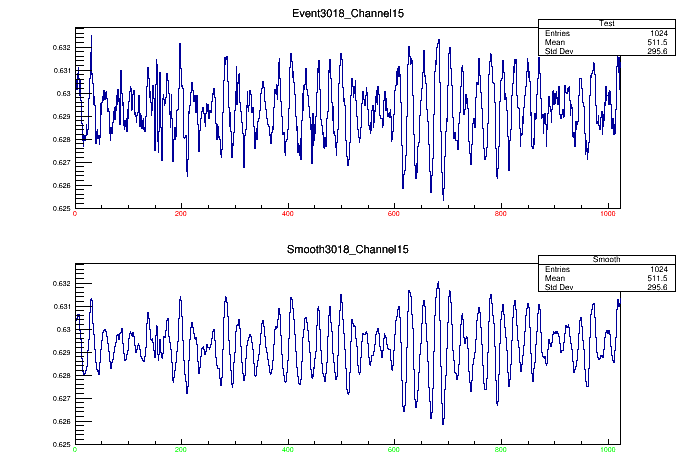 Event3018_Channel15
Test
Entries 1024
Mean 511.5
Std Dev 295.6
0.632
0.631
0.63
0.629
0.628
0.627
0.626
0.625
0 200 400 600 800 1000
Smooth3018_Channel15
Smooth
Entries 1024
Mean 511.5
Std Dev 295.6
0.632
0.631
0.63
0.629
0.628
0.627
0.626
0.625
0 200 400 600 800 1000